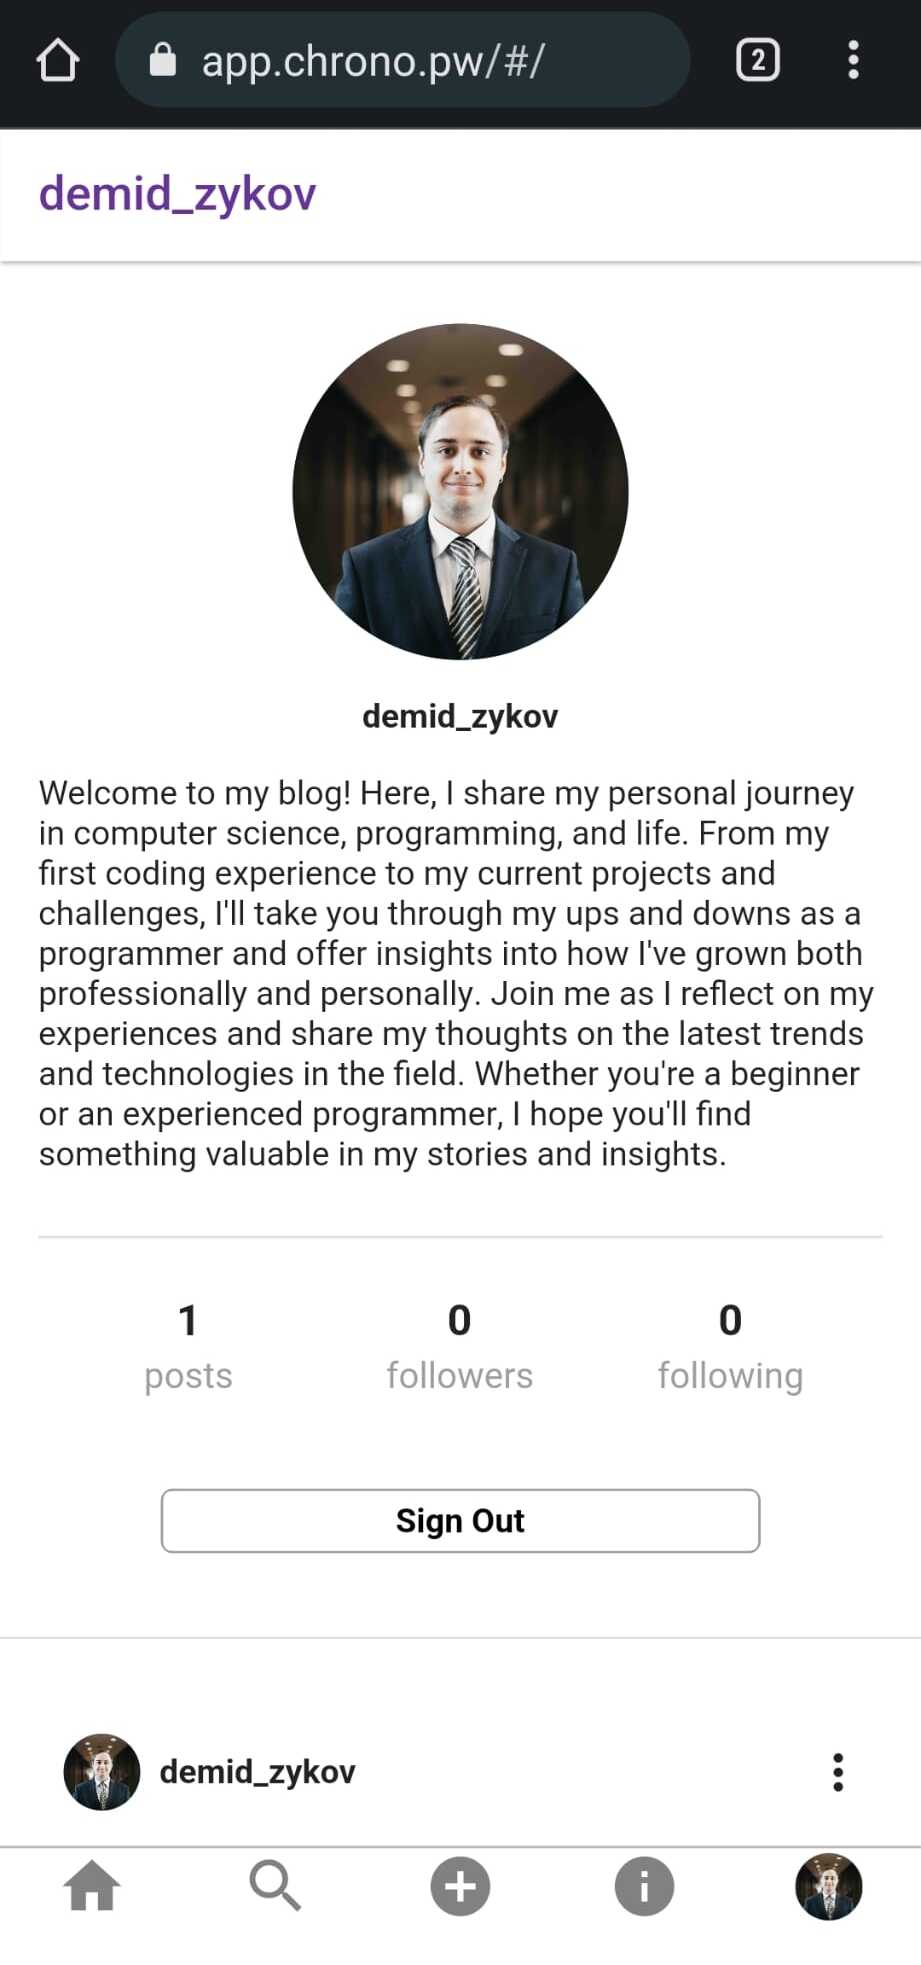 app.chrono.pw/#/
2
demid_zykov
demid_zykov
Welcome to my blog! Here, I share my personal journey
in computer science, programming, and life. From my
first coding experience to my current projects and
challenges, I'll take you through my ups and downs as a
programmer and offer insights into how I've grown both
professionally and personally. Join me as I reflect on my
experiences and share my thoughts on the latest trends
and technologies in the field. Whether you're a beginner
or an experienced programmer, I hope you'll find
something valuable in my stories and insights.
1 0 0
posts followers following
Sign Out
demid_zykov